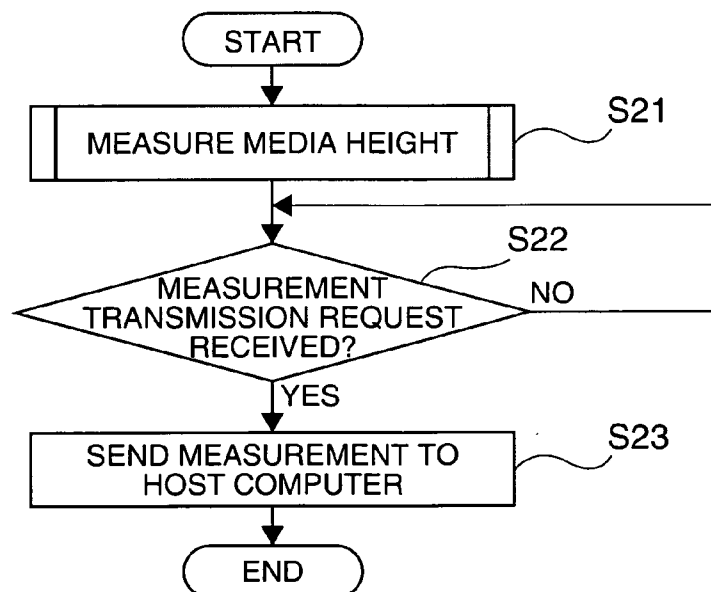 START
MEASURE MEDIA HEIGHT
S21
S22
MEASUREMENT
TRANSMISSION REQUEST
RECEIVED?
NO
YES
SEND MEASUREMENT TO
HOST COMPUTER
S23
END